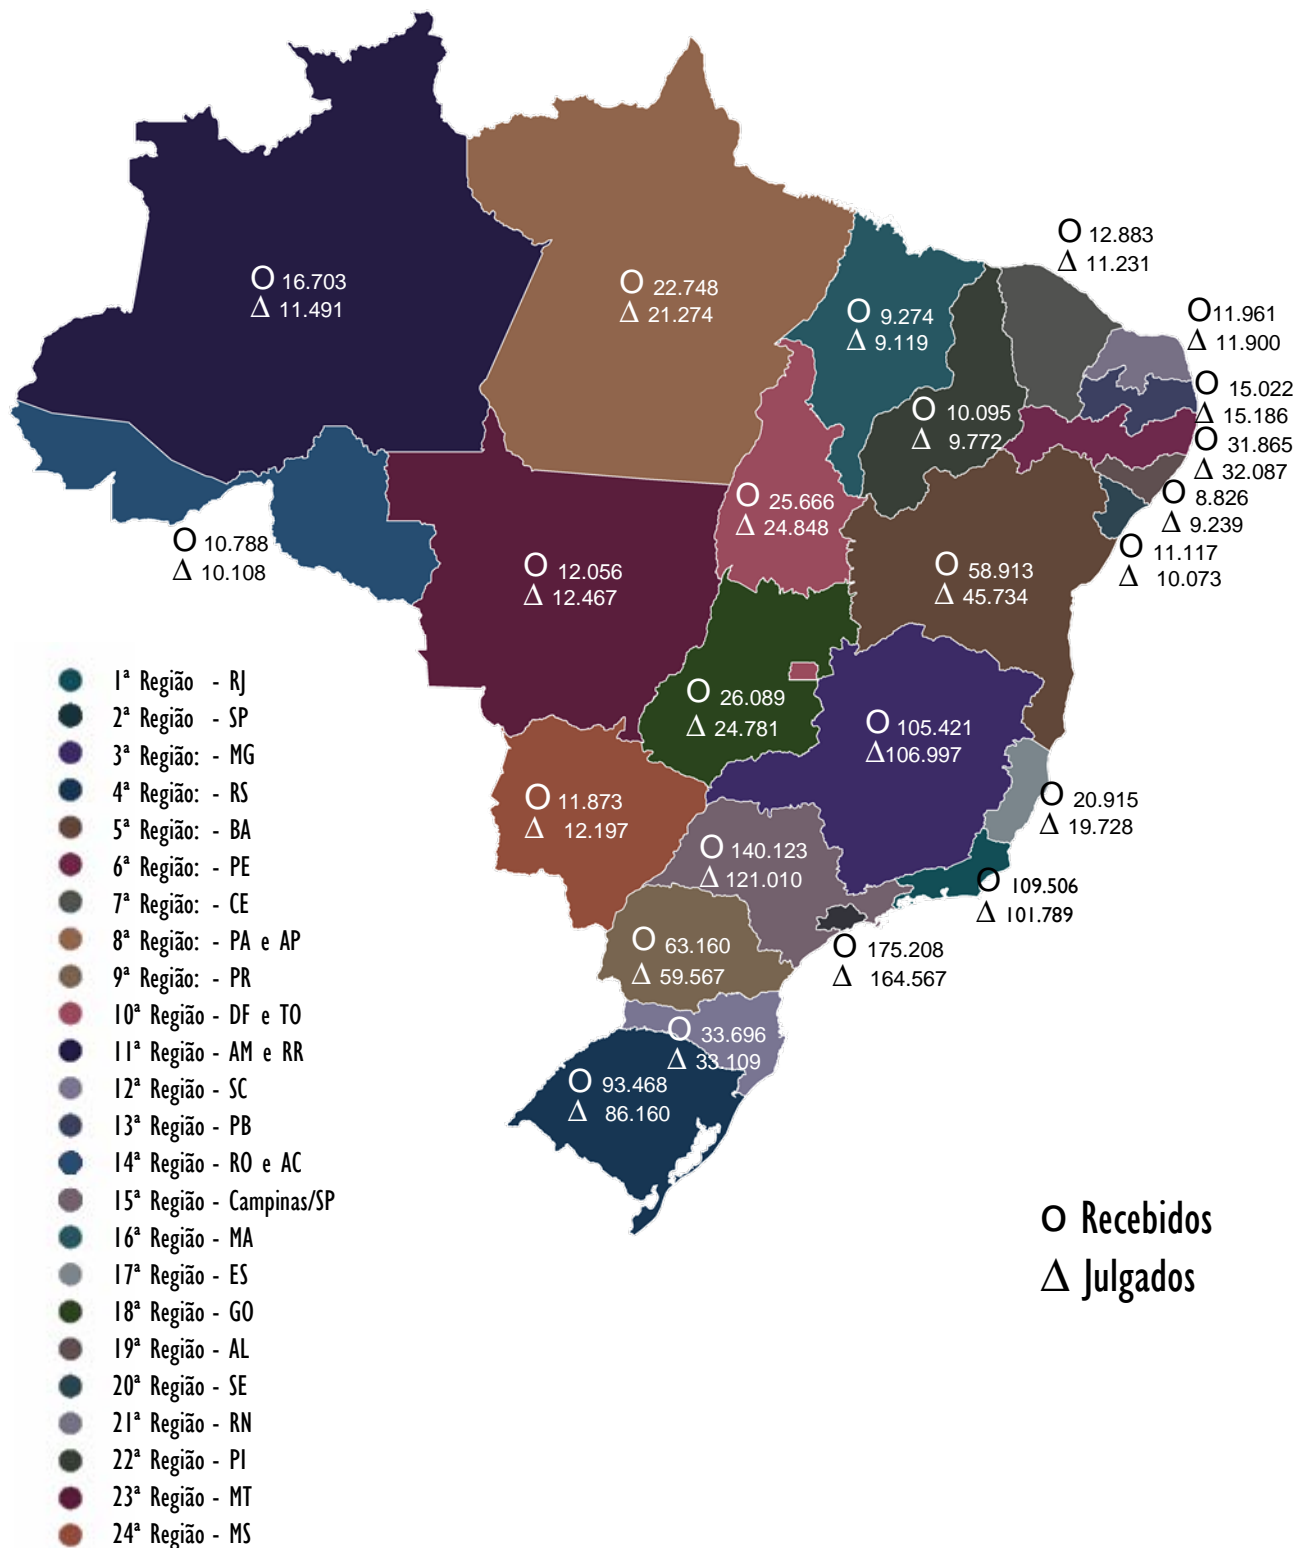 O 12.883
Δ 11.231
O 16.703
Δ 11.491
O 22.748
Δ 21.274
O 9.274
Δ 9.119
O 11.961
Δ 11.900
O 15.022
Δ 15.186
O 10.095
Δ 9.772
O 31.865
Δ 32.087
O 25.666
Δ 24.848
O 8.826
Δ 9.239
O 10.788
Δ 10.108
O 11.117
Δ 10.073
O 12.056
Δ 12.467
O 58.913
Δ 45.734
O 26.089
Δ 24.781
O 105.421
Δ 106.997
O 11.873
Δ 12.197
O 20.915
Δ 19.728
O 140.123
Δ 121.010
O 109.506
Δ 101.789
O 63.160
Δ 59.567
O 175.208
Δ 164.567
O 33.696
Δ 33.109
O 93.468
Δ 86.160
1ª Região - RJ
2ª Região - SP
3ª Região: - MG
4ª Região: - RS
5ª Região: - BA
6ª Região: - PE
7ª Região: - CE
8ª Região: - PA e AP
9ª Região: - PR
10ª Região - DF e TO
11ª Região - AM e RR
12ª Região - SC
13ª Região - PB
14ª Região - RO e AC
15ª Região - Campinas/SP
16ª Região - MA
17ª Região - ES
18ª Região - GO
19ª Região - AL
20ª Região - SE
21ª Região - RN
22ª Região - PI
23ª Região - MT
24ª Região - MS
O Recebidos
Δ Julgados